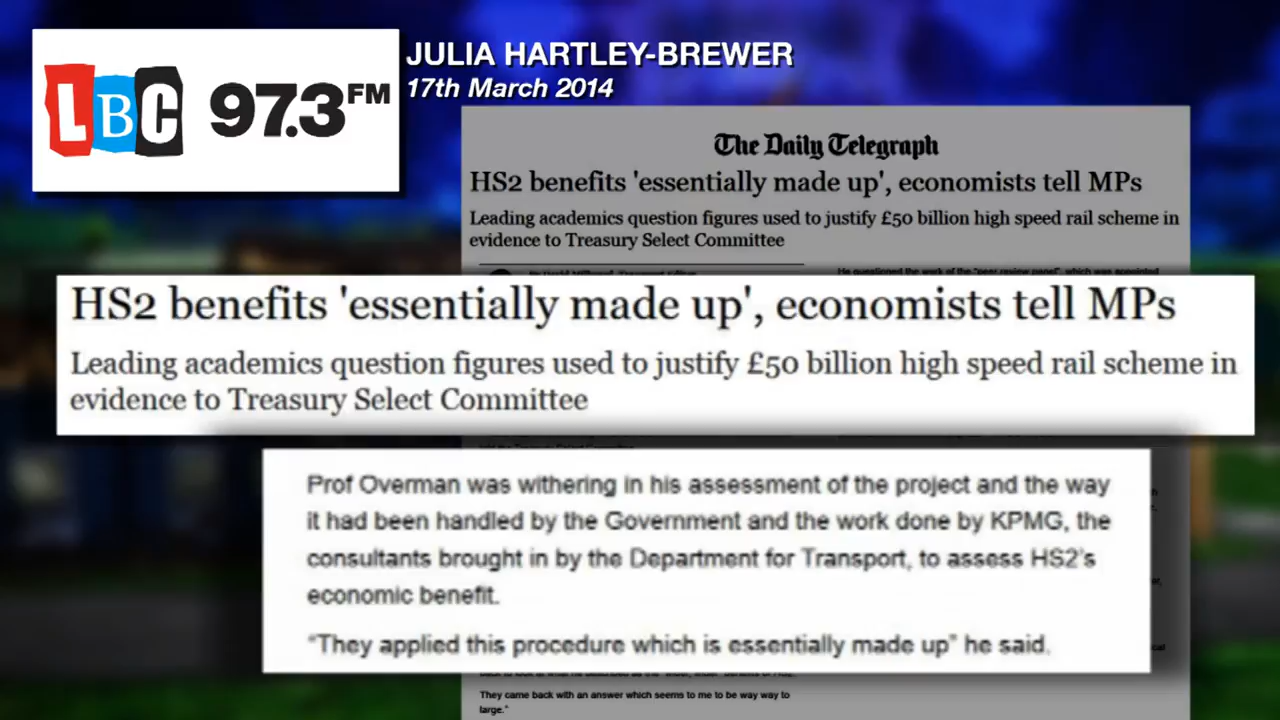 LBC 97.3 FM
JULIA HARTLEY-BREWER
17th March 2014
The Daily Telegraph
HS2 benefits 'essentially made up', economists tell MPs
Leading academics question figures used to justify £50 billion high speed rail scheme in
evidence to Treasury Select Committee
HS2 benefits 'essentially made up', economists tell MPs
Leading academics question figures used to justify £50 billion high speed rail scheme in
evidence to Treasury Select Committee
Prof Overman was withering in his assessment of the project and the way
it had been handled by the Government and the work done by KPMG, the
consultants brought in by the Department for Transport, to assess HS2's
economic benefit.
“They applied this procedure which is essentially made up” he said.
They came back with an answer which seems to me to be way way to
large.”